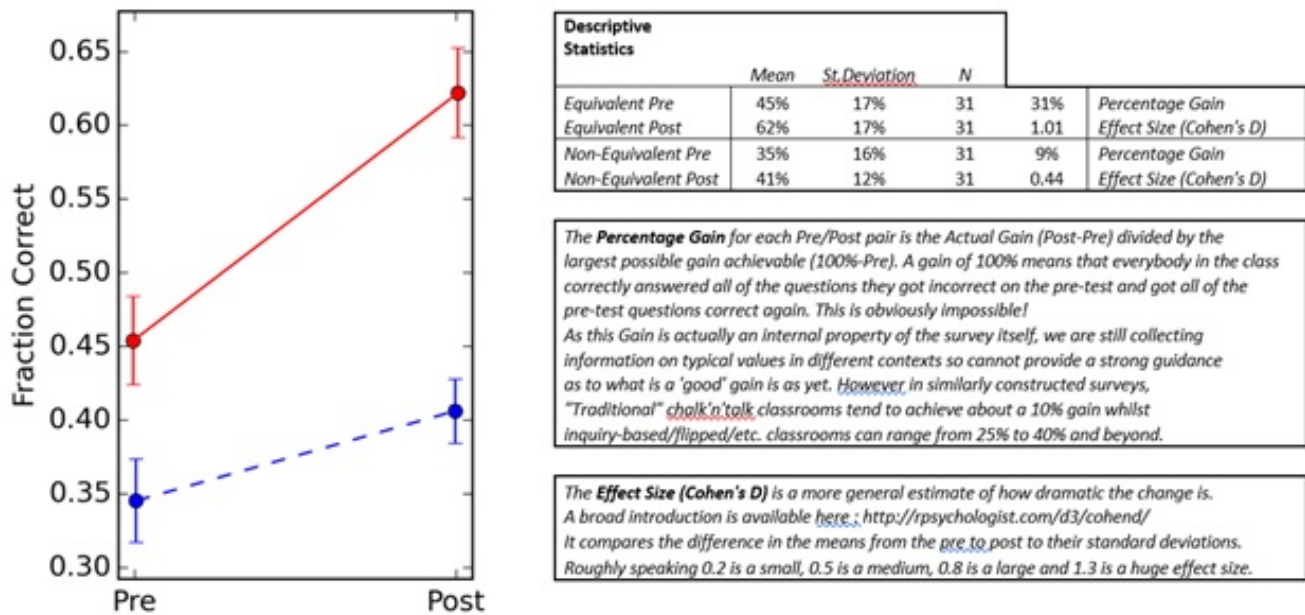 Fraction Correct
0.65
0.60
0.55
0.50
0.45
0.40
0.35
0.30
Pre Post
Descriptive
Statistics
Mean St.Deviation N
Equivalent Pre 45% 17% 31 31% Percentage Gain
Equivalent Post 62% 17% 31 1.01 Effect Size (Cohen's D)
Non-Equivalent Pre 35% 16% 31 9% Percentage Gain
Non-Equivalent Post 41% 12% 31 0.44 Effect Size (Cohen's D)
The Percentage Gain for each Pre/Post pair is the Actual Gain (Post-Pre) divided by the
largest possible gain achievable (100%-Pre). A gain of 100% means that everybody in the class
correctly answered all of the questions they got incorrect on the pre-test and got all of the
pre-test questions correct again. This is obviously impossible!
As this Gain is actually an internal property of the survey itself, we are still collecting
information on typical values in different contexts so cannot provide a strong guidance
as to what is a 'good' gain is as yet. However in similarly constructed surveys,
"Traditional" chalk'n'talk classrooms tend to achieve about a 10% gain whilst
inquiry-based/flipped/etc. classrooms can range from 25% to 40% and beyond.
The Effect Size (Cohen's D) is a more general estimate of how dramatic the change is.
A broad introduction is available here : http://rpsychologist.com/d3/cohend/
It compares the difference in the means from the pre to post to their standard deviations.
Roughly speaking 0.2 is a small, 0.5 is a medium, 0.8 is a large and 1.3 is a huge effect size.